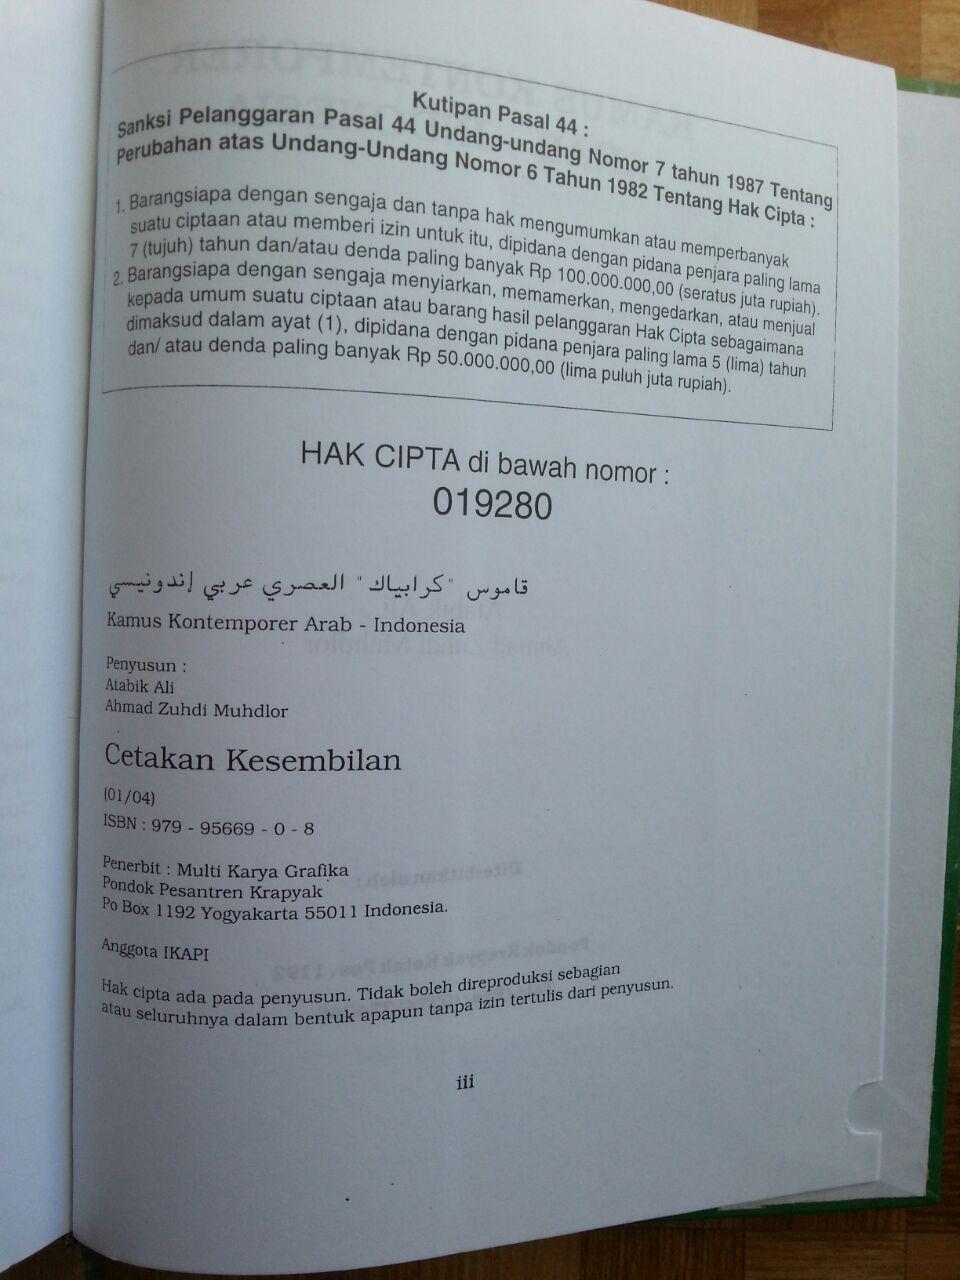 Kutipan Pasal 44 :
Sanksi Pelanggaran Pasal 44 Undang-undang Nomor 7 tahun 1987 Tentang
Perubahan atas Undang-Undang Nomor 6 Tahun 1982 Tentang Hak Cipta :
1. Barangsiapa dengan sengaja dan tanpa hak mengumumkan atau memperbanyak
suatu ciptaan atau memberi izin untuk itu, dipidana dengan pidana penjara paling lama
7 (tujuh) tahun dan/atau denda paling banyak Rp 100.000.000,00 (seratus juta rupiah).
2. Barangsiapa dengan sengaja menyiarkan, memamerkan, mengedarkan, atau menjual
kepada umum suatu ciptaan atau barang hasil pelanggaran Hak Cipta sebagaimana
dimaksud dalam ayat (1), dipidana dengan pidana penjara paling lama 5 (lima) tahun
dan/ atau denda paling banyak Rp 50.000.000,00 (lima puluh juta rupiah).
HAK CIPTA di bawah nomor :
019280
قاموس "كرابياك" العصري عربي إندونيسي
Kamus Kontemporer Arab - Indonesia
Penyusun :
Atabik Ali
Ahmad Zuhdi Muhdlor
Cetakan Kesembilan
(01/04)
ISBN : 979 - 95669 - 0 - 8
Penerbit : Multi Karya Grafika
Pondok Pesantren Krapyak
Po Box 1192 Yogyakarta 55011 Indonesia.
Anggota IKAPI
Hak cipta ada pada penyusun. Tidak boleh direproduksi sebagian
atau seluruhnya dalam bentuk apapun tanpa izin tertulis dari penyusun.
iii